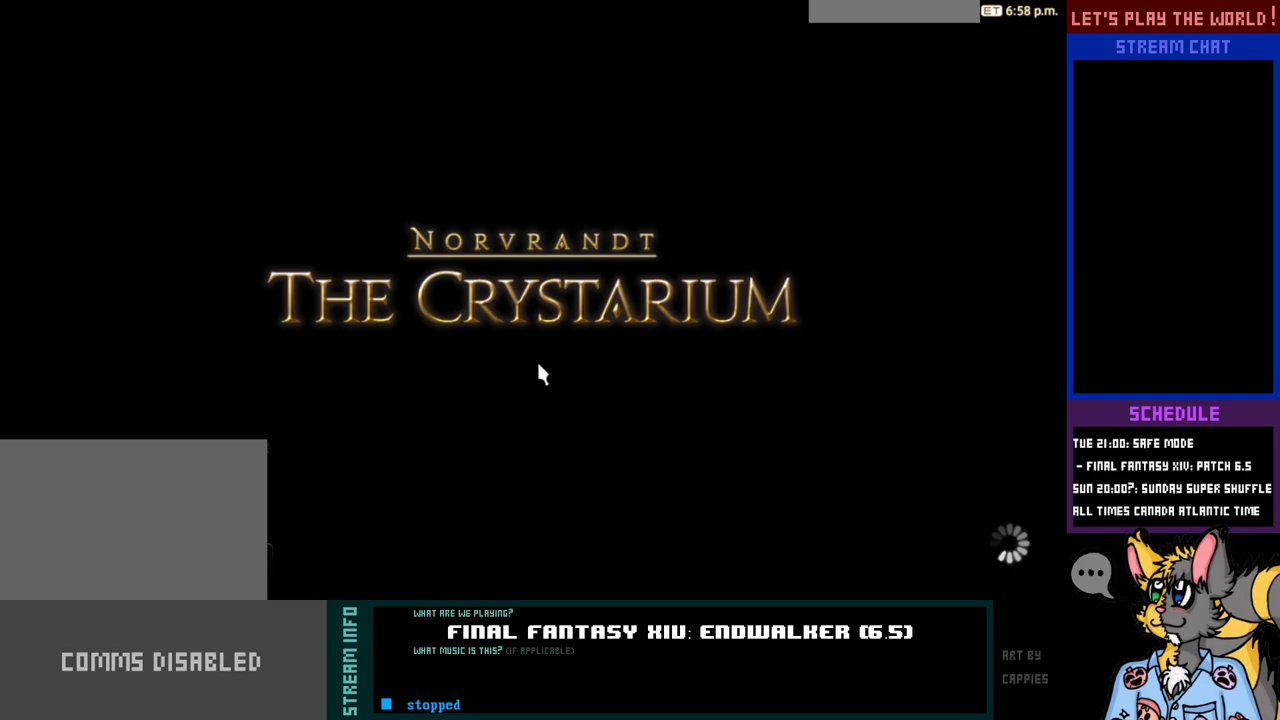 ET 6:58 p.m.
LET'S PLAY THE WORLD!
STREAM CHAT
NORVRANDT
THE CRYSTARIUM
SCHEDULE
TUE 21:00: SAFE MODE
- FINAL FANTASY XIV: PATCH 6.5
SUN 20:00?: SUNDAY SUPER SHUFFLE
ALL TIMES CANADA ATLANTIC TIME
COMMS DISABLED
STREAM INFO
WHAT ARE WE PLAYING?
FINAL FANTASY XIV: ENDWALKER (6.5)
WHAT MUSIC IS THIS? (IF APPLICABLE)
stopped
ART BY
CAPPIES